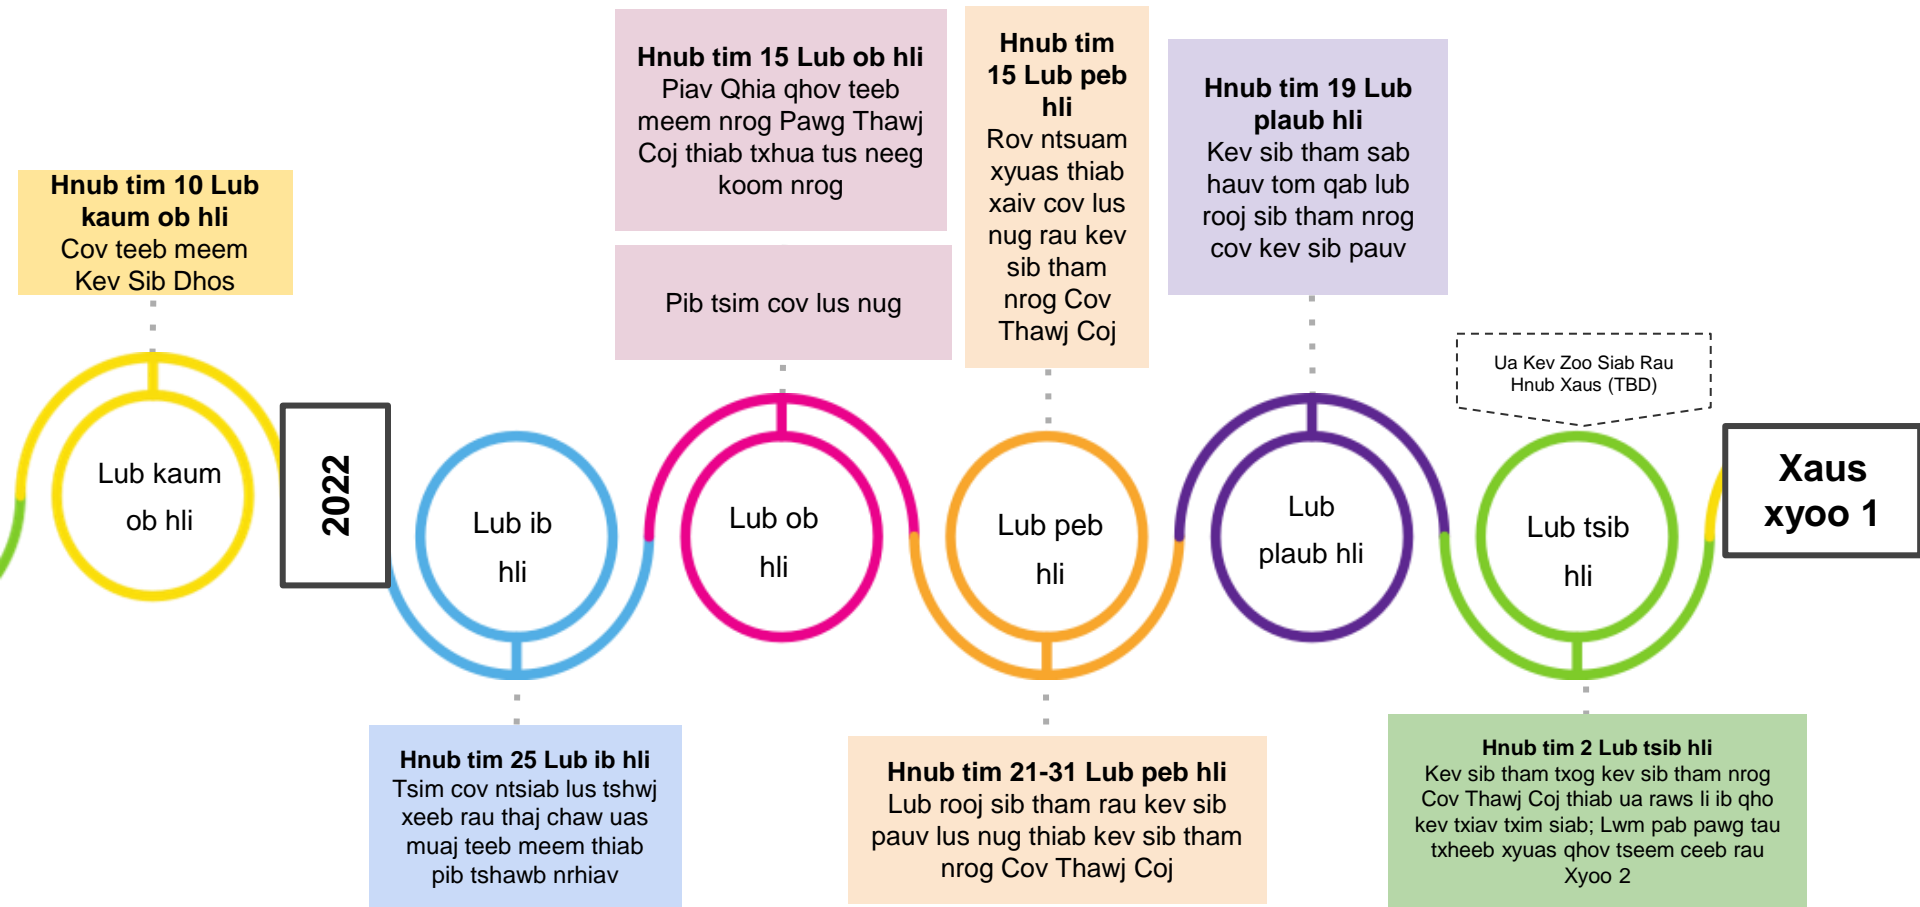 Hnub tim 10 Lub
kaum ob hli
Cov teeb meem
Kev Sib Dhos
Lub kaum
ob hli
2022
Hnub tim 25 Lub ib hli
Tsim cov ntsiab lus tshwj
xeeb rau thaj chaw uas
muaj teeb meem thiab
pib tshawb nrhiav
Lub ib
hli
Hnub tim 15 Lub ob hli
Piav Qhia qhov teeb
meem nrog Pawg Thawj
Coj thiab txhua tus neeg
koom nrog
Pib tsim cov lus nug
Lub ob
hli
Hnub tim
15 Lub peb
hli
Rov ntsuam
xyuas thiab
xaiv cov lus
nug rau kev
sib tham
nrog Cov
Thawj Coj
Lub peb
hli
Hnub tim 21-31 Lub peb hli
Lub rooj sib tham rau kev sib
pauv lus nug thiab kev sib tham
nrog Cov Thawj Coj
Hnub tim 19 Lub
plaub hli
Kev sib tham sab
hauv tom qab lub
rooj sib tham nrog
cov kev sib pauv
Lub
plaub hli
Ua Kev Zoo Siab Rau
Hnub Xaus (TBD)
Lub tsib
hli
Hnub tim 2 Lub tsib hli
Kev sib tham txog kev sib tham nrog
Cov Thawj Coj thiab ua raws li ib qho
kev txiav txim siab; Lwm pab pawg tau
txheeb xyuas qhov tseem ceeb rau
Xyoo 2
Xaus
xyoo 1